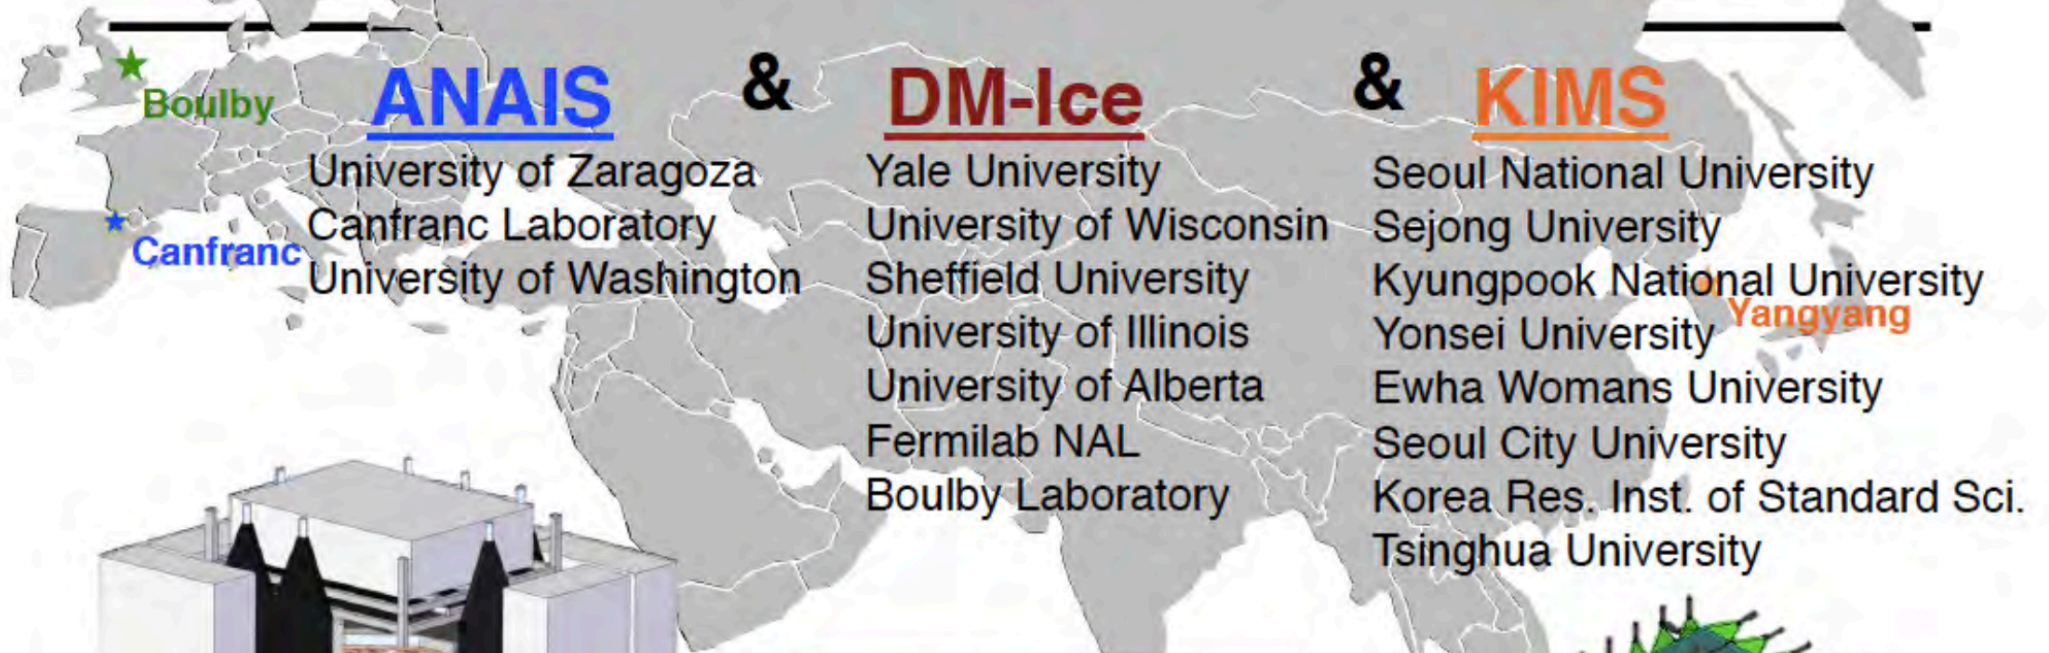 Boulby
Canfranc
ANAIS
University of Zaragoza
Canfranc Laboratory
University of Washington
&
DM-Ice
Yale University
University of Wisconsin
Sheffield University
University of Illinois
University of Alberta
Fermilab NAL
Boulby Laboratory
&
KIMS
Seoul National University
Sejong University
Kyungpook National University
Yonsei University
Ewha Womans University
Seoul City University
Korea Res. Inst. of Standard Sci.
Tsinghua University
Yangyang